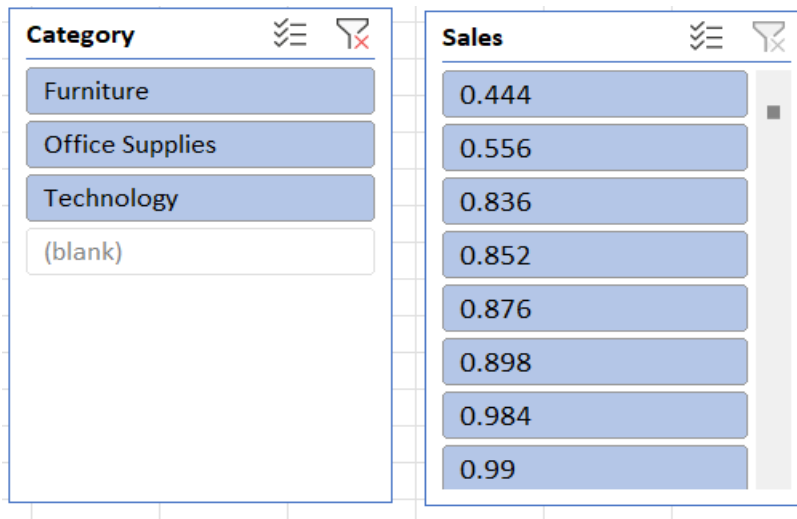 Category
Furniture
Office Supplies
Technology
(blank)
Sales
0.444
0.556
0.836
0.852
0.876
0.898
0.984
0.99